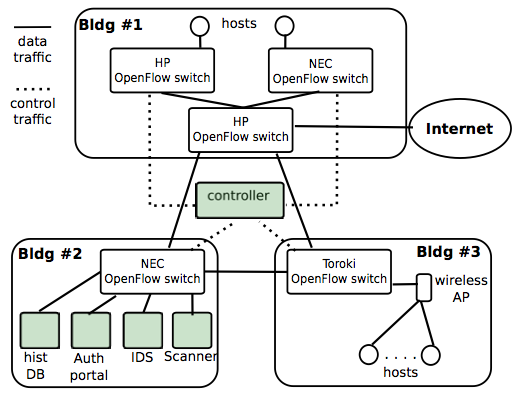 Bldg #1
hosts
data
traffic
control
traffic
HP
OpenFlow switch
NEC
OpenFlow switch
HP
OpenFlow switch
Internet
controller
Bldg #2
NEC
OpenFlow switch
hist
DB
Auth
portal
IDS
Scanner
Bldg #3
Toroki
OpenFlow switch
wireless
AP
. . . .
hosts